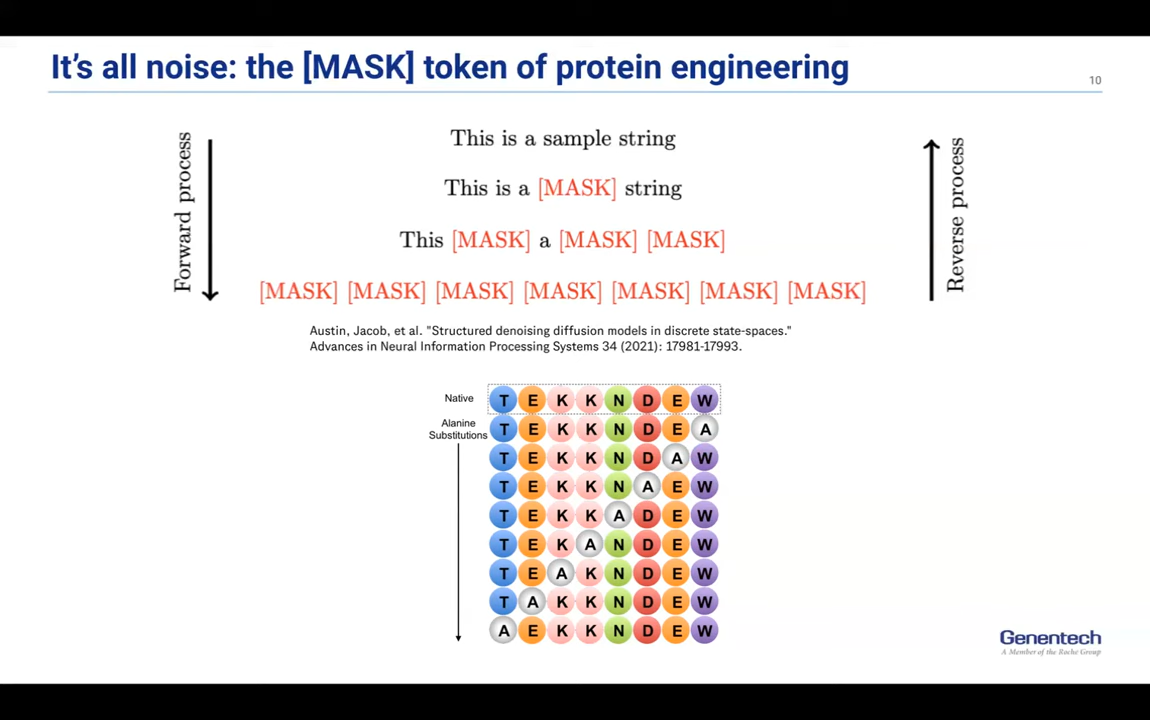 It's all noise: the [MASK] token of protein engineering
10
Forward process
This is a sample string
This is a [MASK] string
This [MASK] a [MASK] [MASK]
[MASK] [MASK] [MASK] [MASK] [MASK] [MASK] [MASK]
Reverse process
Austin, Jacob, et al. "Structured denoising diffusion models in discrete state-spaces."
Advances in Neural Information Processing Systems 34 (2021): 17981-17993.
Native
T E K K N D E W
Alanine
Substitutions
T E K K N D E A
T E K K N D A W
T E K K N A E W
T E K K A D E W
T E K A N D E W
T E A K N D E W
T A K K N D E W
A E K K N D E W
Genentech
A Member of the Roche Group